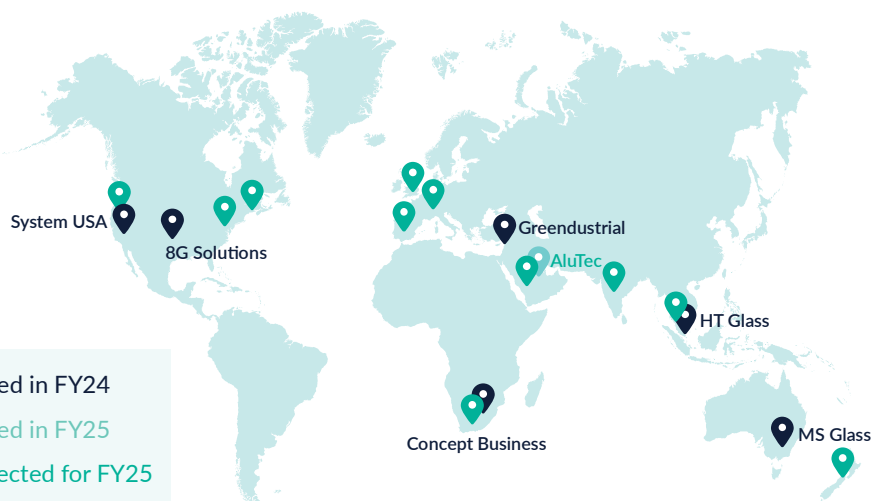 System USA
8G Solutions
Greendustrial
AluTec
HT Glass
Concept Business
MS Glass
ed in FY24
ed in FY25
ected for FY25